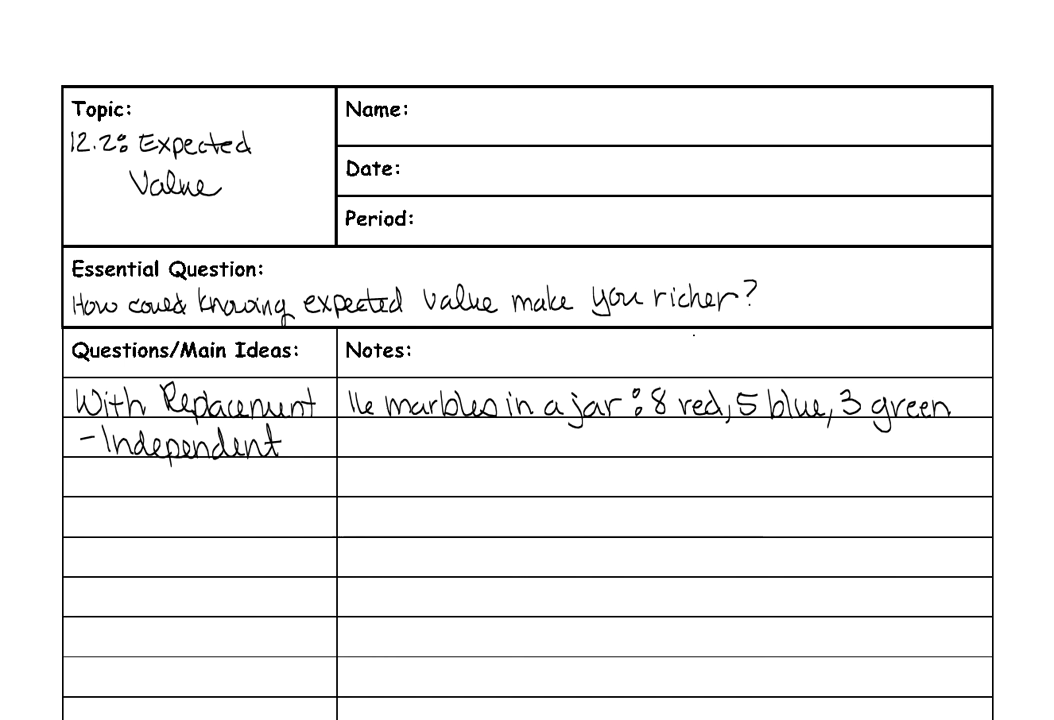 Topic:
12.2: Expected
Value
Name:
Date:
Period:
Essential Question:
How could knowing expected value make you richer?
Questions/Main Ideas:
Notes:
With Replacement
16 marbles in a jar: 8 red, 5 blue, 3 green
-Independent